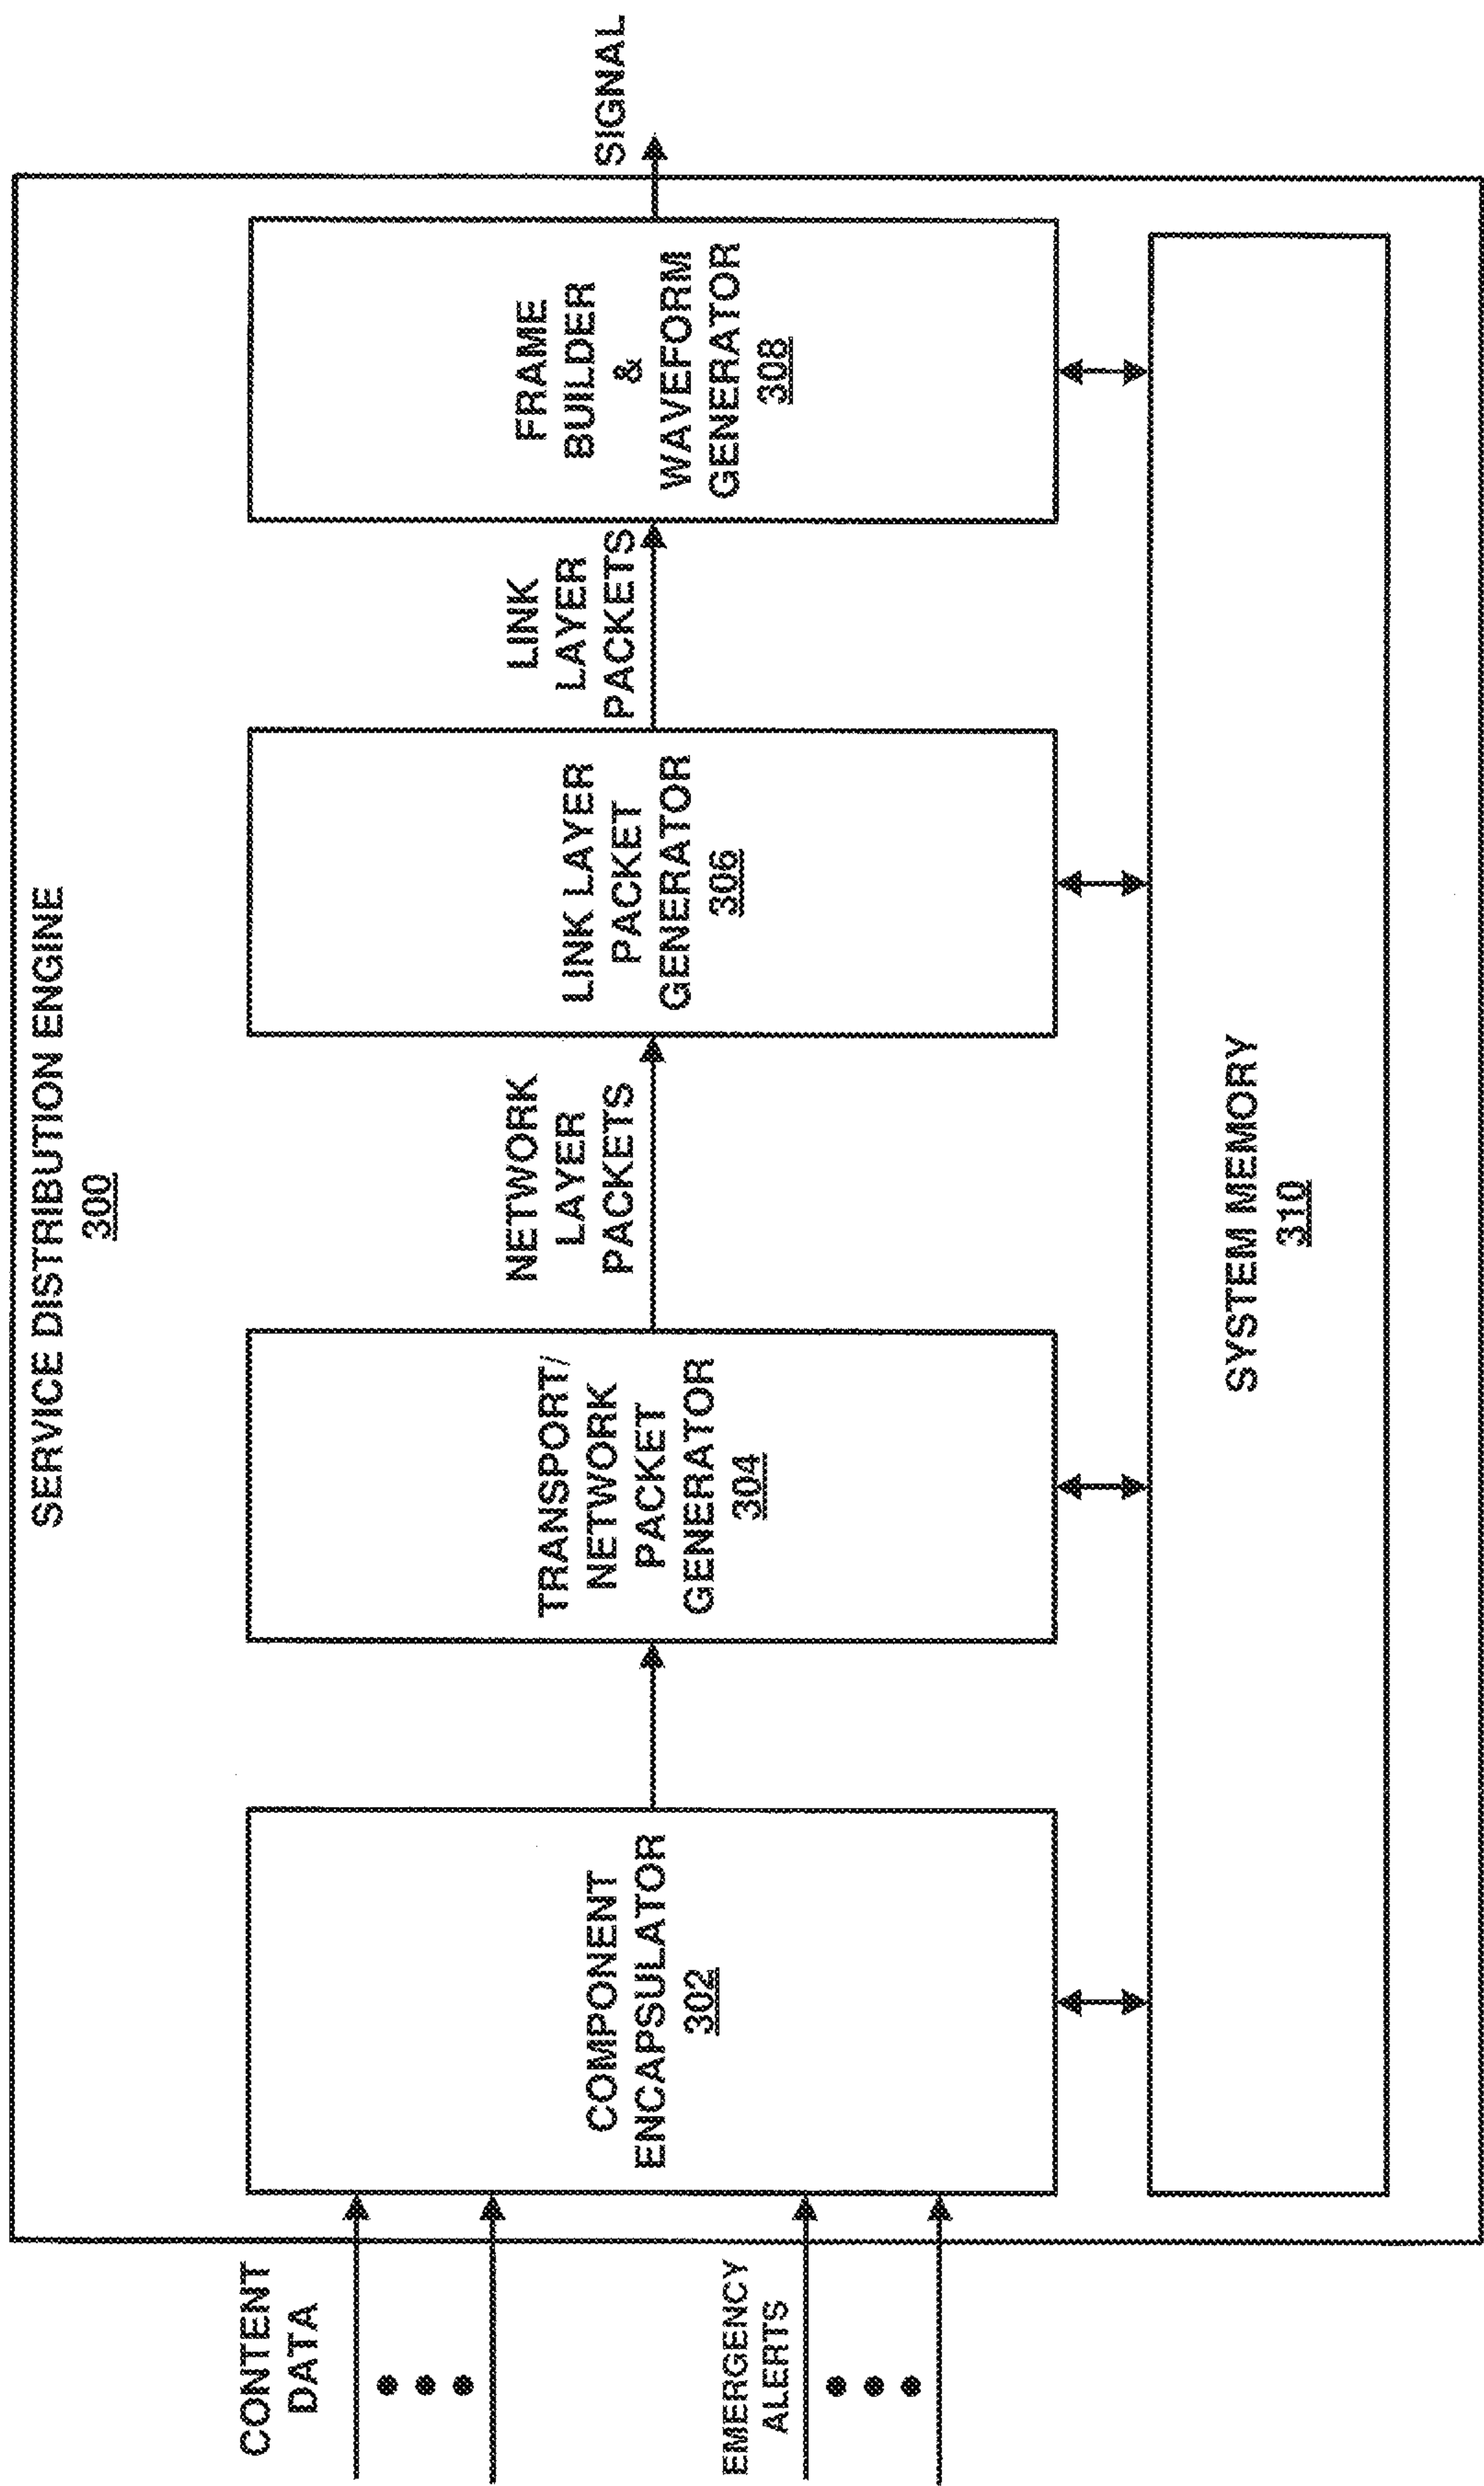 SERVICE DISTRIBUTION ENGINE
300
CONTENT
DATA
EMERGENCY
ALERTS
COMPONENT
ENCAPSULATOR
302
TRANSPORT/
NETWORK
PACKET
GENERATOR
304
NETWORK
LAYER
PACKETS
LINK LAYER
PACKET
GENERATOR
306
LINK
LAYER
PACKETS
FRAME
BUILDER
&
WAVEFORM
GENERATOR
308
SIGNAL
SYSTEM MEMORY
310